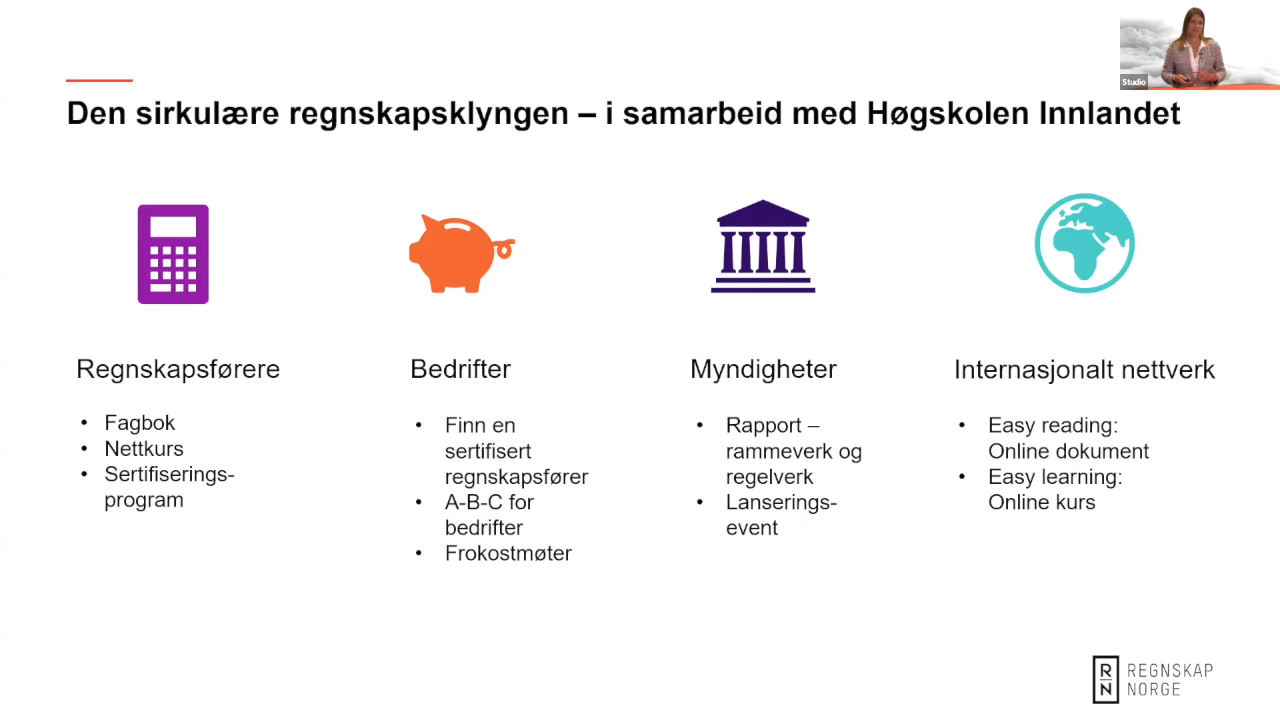 Studio
Den sirkulære regnskapsklyngen – i samarbeid med Høgskolen Innlandet
Regnskapsførere
• Fagbok
• Nettkurs
• Sertifiserings-
program
Bedrifter
• Finn en
sertifisert
regnskapsfører
• A-B-C for
bedrifter
• Frokostmøter
Myndigheter
• Rapport –
rammeverk og
regelverk
• Lanserings-
event
Internasjonalt nettverk
• Easy reading:
Online dokument
• Easy learning:
Online kurs
RN
REGNSKAP
NORGE